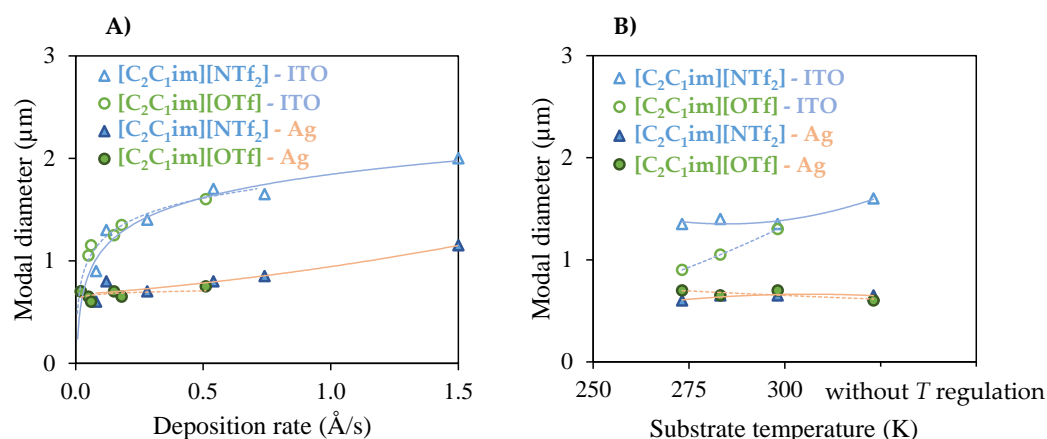 A)
Modal diameter (µm)
3
2
1
0
[C₂C₁im][NTf₂] - ITO
[C₂C₁im][OTf] - ITO
[C₂C₁im][NTf₂] - Ag
[C₂C₁im][OTf] - Ag
0.0 0.5 1.0 1.5
Deposition rate (Å/s)
B)
Modal diameter (µm)
3
2
1
0
[C₂C₁im][NTf₂] - ITO
[C₂C₁im][OTf] - ITO
[C₂C₁im][NTf₂] - Ag
[C₂C₁im][OTf] - Ag
250 275 300 without T regulation
Substrate temperature (K)